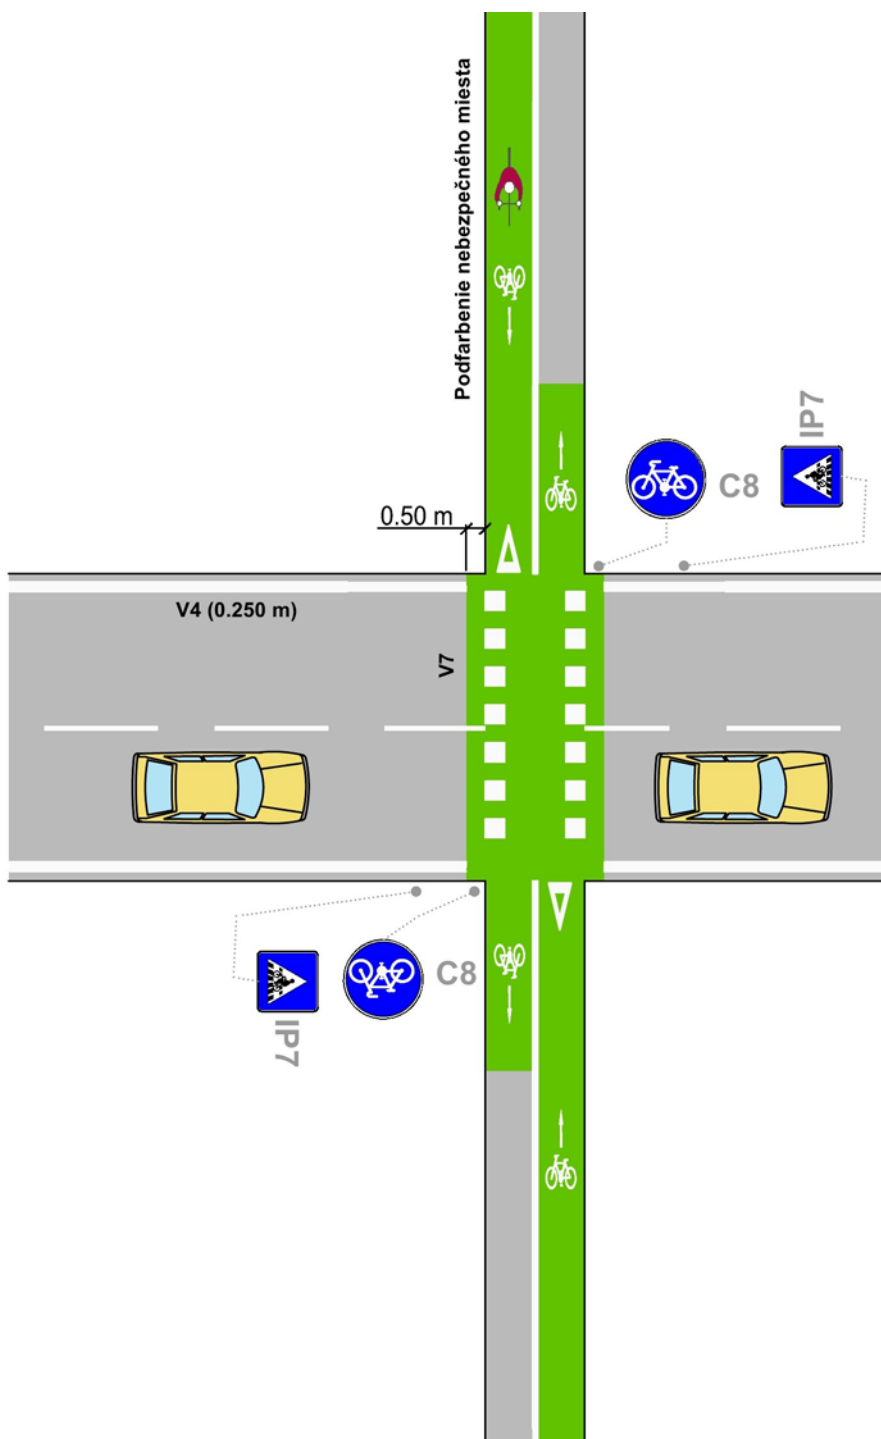 Podfarbenie nebezpečného miesta
IP7
C8
0.50 m
V4 (0.250 m)
V7
C8
IP7